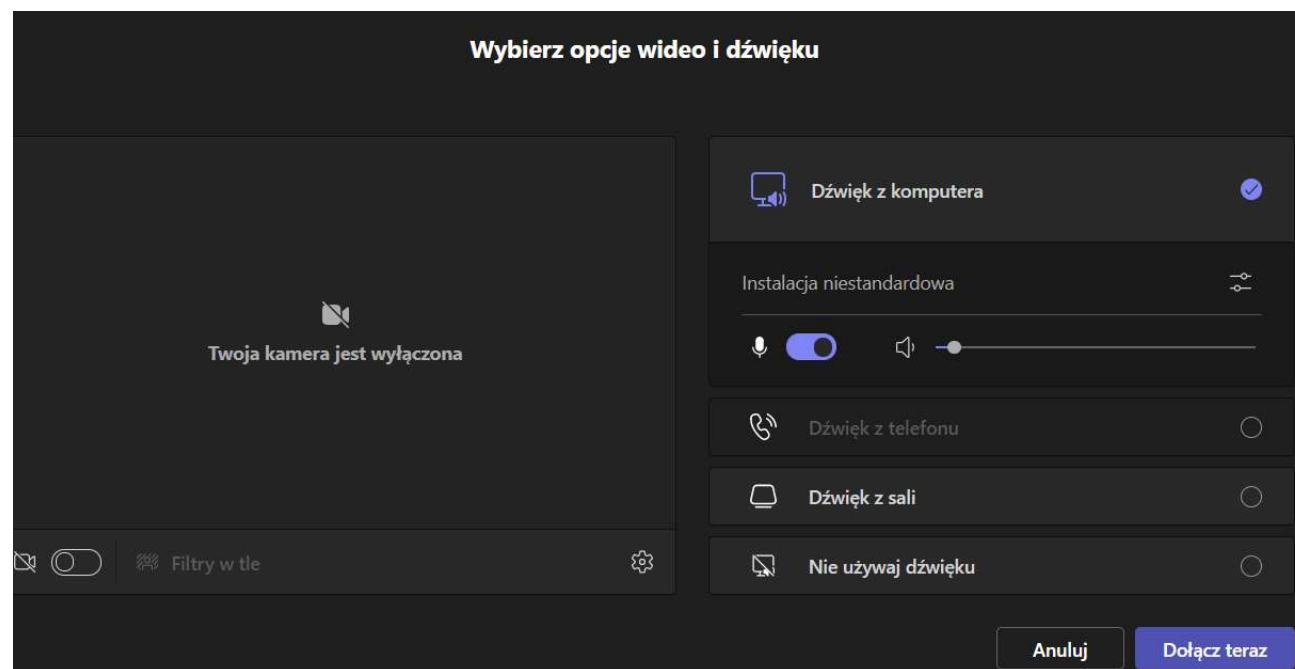 Wybierz opcje wideo i dźwięku
Twoja kamera jest wyłączona
Filtry w tle
Dźwięk z komputera
Instalacja niestandardowa
Dźwięk z telefonu
Dźwięk z sali
Nie używaj dźwięku
Anuluj
Dołącz teraz